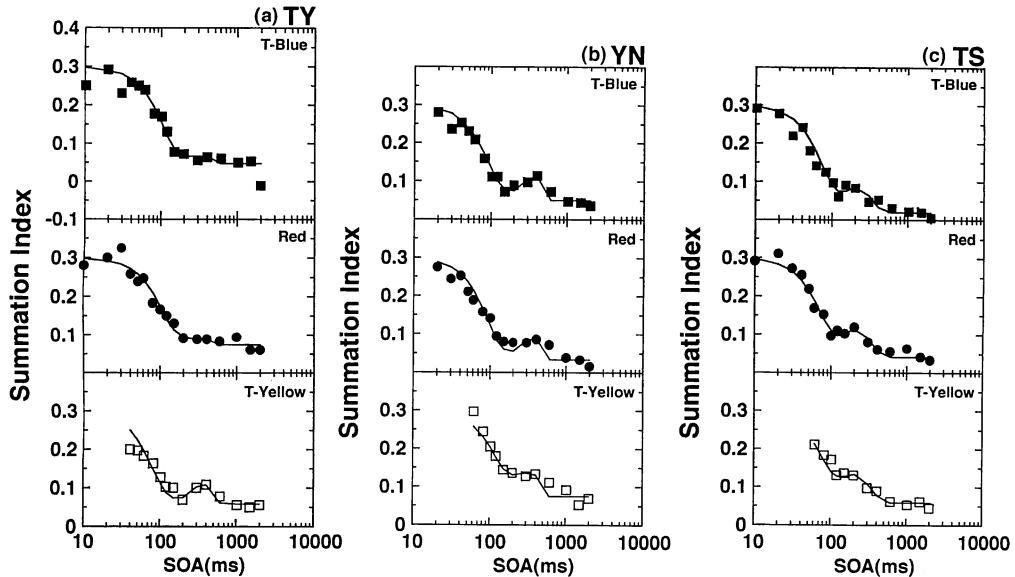 (a) TY
T-Blue
0.4
0.3
0.2
0.1
0
-0.1
Red
0.3
0.2
0.1
T-Yellow
0.3
0.2
0.1
0
10 100 1000 10000
SOA(ms)
Summation Index
(b) YN
T-Blue
0.3
0.2
0.1
Red
0.3
0.2
0.1
T-Yellow
0.3
0.2
0.1
0
10 100 1000 10000
SOA(ms)
Summation Index
(c) TS
T-Blue
0.3
0.2
0.1
Red
0.3
0.2
0.1
T-Yellow
0.3
0.2
0.1
0
10 100 1000 10000
SOA(ms)
Summation Index